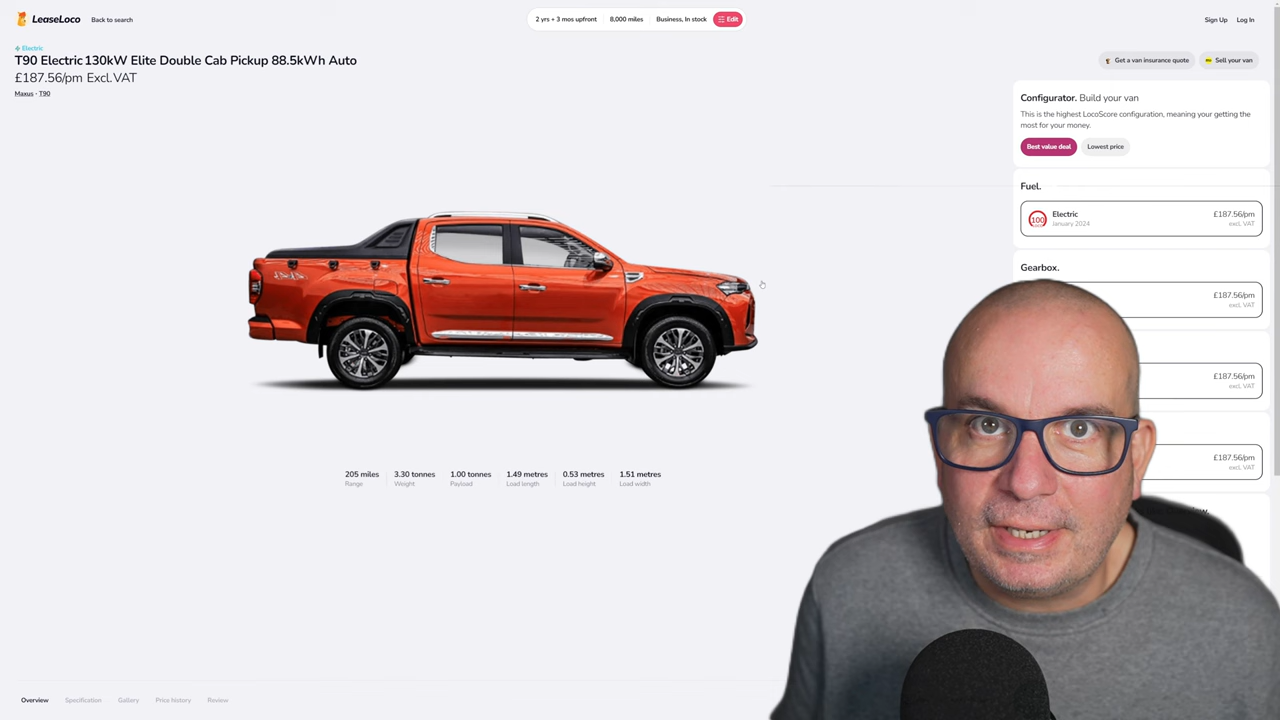 LeaseLoco
Back to search
2 yrs + 3 mos upfront
8,000 miles
Business, In stock
Edit
Sign Up
Log In
Electric
T90 Electric 130kW Elite Double Cab Pickup 88.5kWh Auto
£187.56/pm Excl.VAT
Maxus - T90
Get a van insurance quote
Sell your van
Configurator. Build your van
This is the highest LocoScore configuration, meaning your getting the
most for your money.
Best value deal
Lowest price
Fuel.
100
Electric
£187.56/pm
January 2024
excl. VAT
Gearbox.
£187.56/pm
excl. VAT
£187.56/pm
excl. VAT
£187.56/pm
excl. VAT
205 miles
Range
3.30 tonnes
Weight
1.00 tonnes
Payload
1.49 metres
Load length
0.53 metres
Load height
1.51 metres
Load width
Overview
Specification
Gallery
Price history
Review